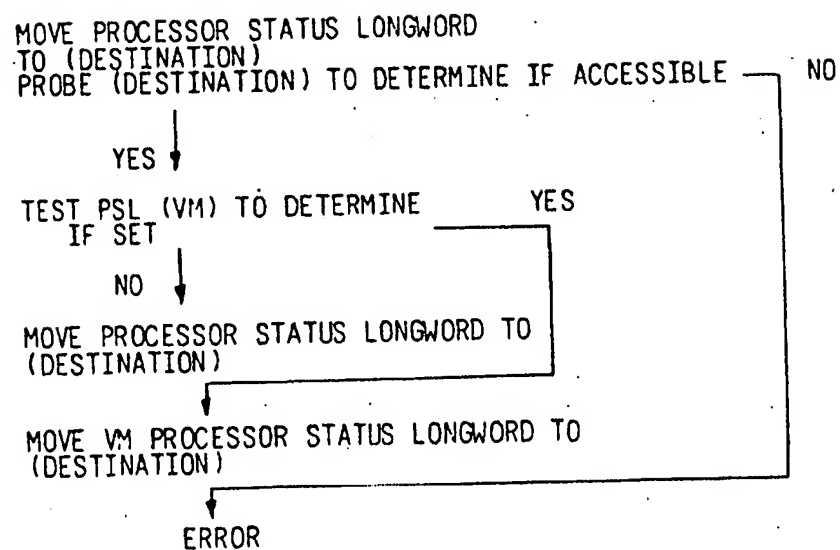 MOVE PROCESSOR STATUS LONGWORD
TO (DESTINATION)
PROBE (DESTINATION) TO DETERMINE IF ACCESSIBLE NO
YES
TEST PSL (VM) TO DETERMINE YES
IF SET
NO
MOVE PROCESSOR STATUS LONGWORD TO
(DESTINATION)
MOVE VM PROCESSOR STATUS LONGWORD TO
(DESTINATION)
ERROR